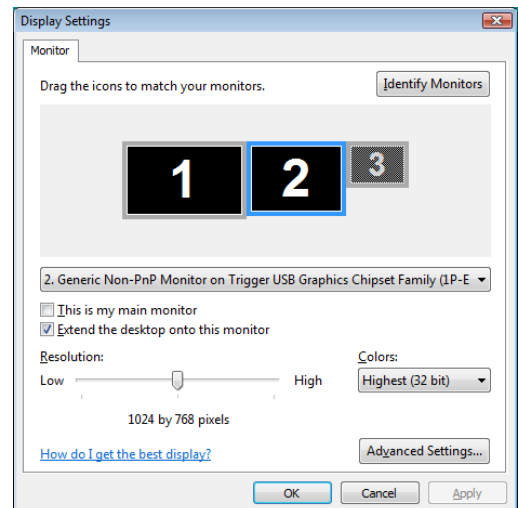 Display Settings
Monitor
Drag the icons to match your monitors.
Identify Monitors
1
2
3
2. Generic Non-PnP Monitor on Trigger USB Graphics Chipset Family (1P-E
This is my main monitor
Extend the desktop onto this monitor
Resolution:
Colors:
Low
High
Highest (32 bit)
1024 by 768 pixels
How do I get the best display?
Advanced Settings...
OK
Cancel
Apply